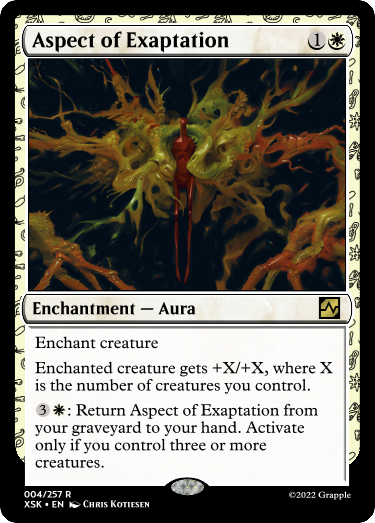 Aspect of Exaptation 1
Enchantment — Aura
Enchant creature
Enchanted creature gets +X/+X, where X
is the number of creatures you control.
3 : Return Aspect of Exaptation from
your graveyard to your hand. Activate
only if you control three or more
creatures.
004/257 R
XSK • EN Chris Kotiesen
©2022 Grapple